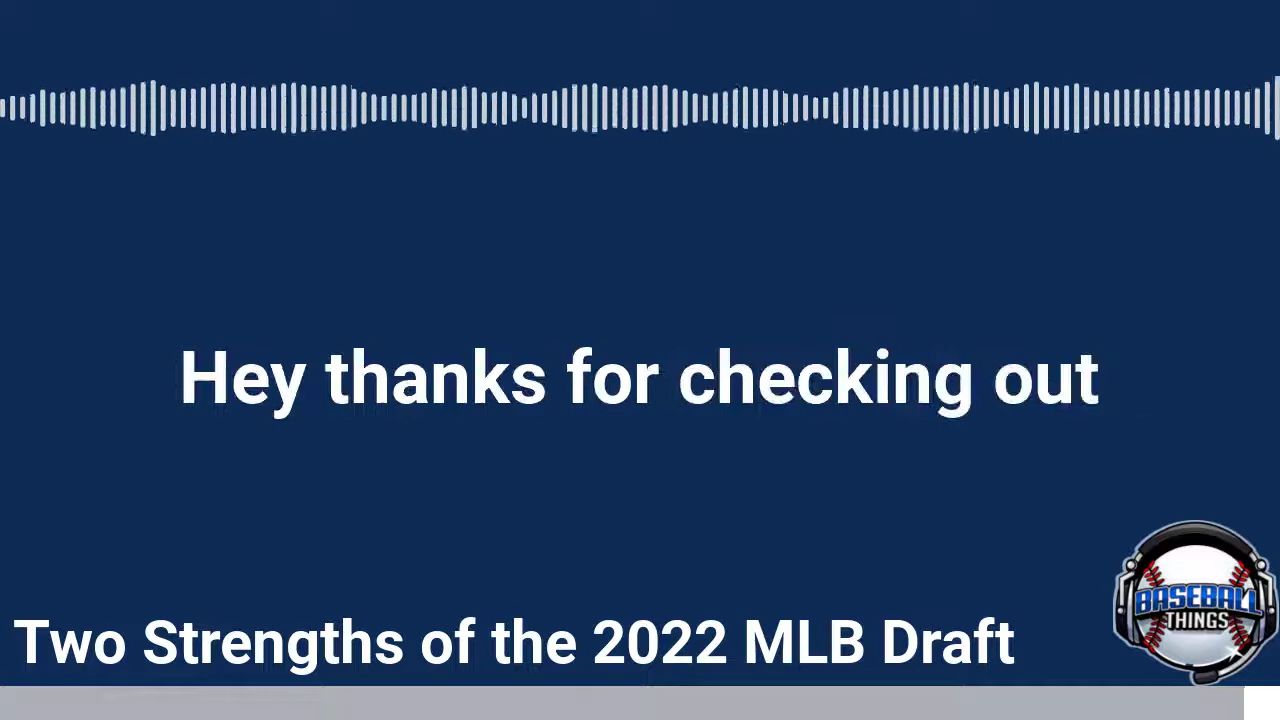 Hey thanks for checking out
BASEBALL
THINGS
Two Strengths of the 2022 MLB Draft